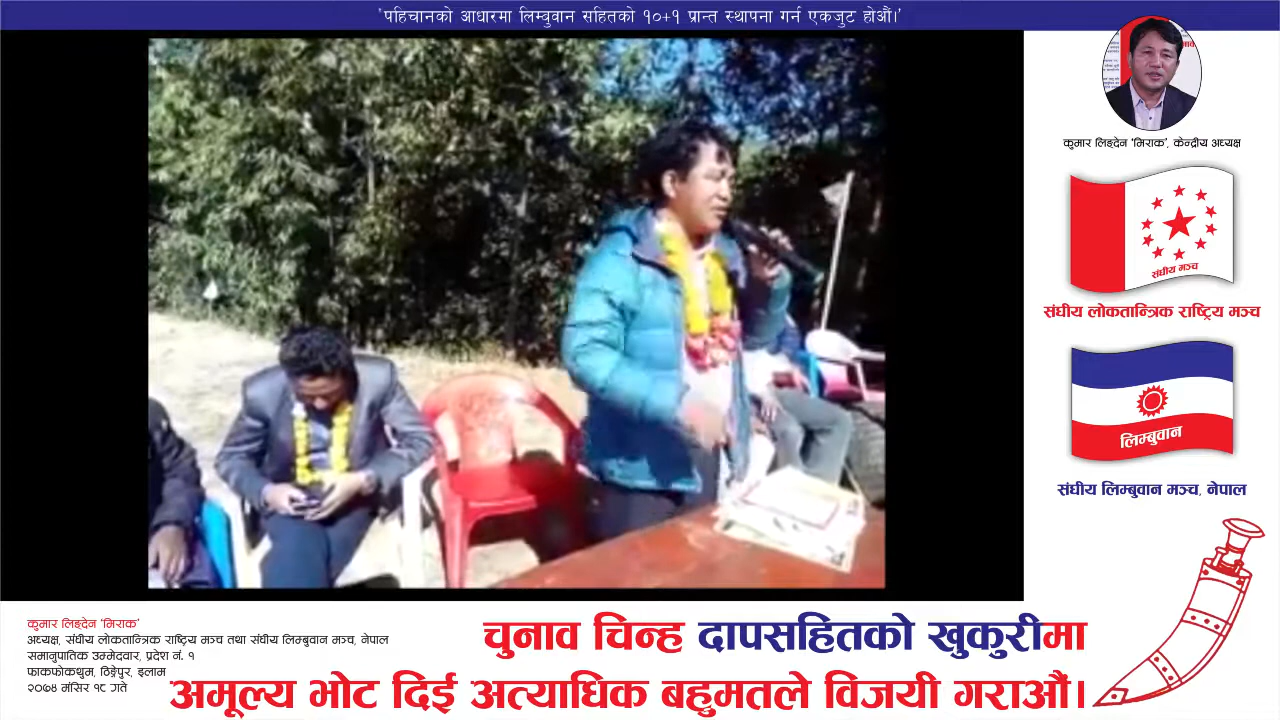 'पहिचानको आधारमा लिम्बुवान सहितको १०+१ प्रान्त स्थापना गर्न एकजुट होऔं।'
कुमार लिङ्देन 'मिराक', केन्द्रीय अध्यक्ष
संघीय मञ्च
संघीय लोकतान्त्रिक राष्ट्रिय मञ्च
लिम्बुवान
संघीय लिम्बुवान मञ्च, नेपाल
कुमार लिङ्देन 'मिराक'
अध्यक्ष, संघीय लोकतान्त्रिक राष्ट्रिय मञ्च तथा संघीय लिम्बुवान मञ्च, नेपाल
समानुपातिक उम्मेदवार, प्रदेश नं. १
फाकफोकथुम, ठिङ्गेपुर, इलाम
२०७४ मंसिर १८ गते
चुनाव चिन्ह दापसहितको खुकुरीमा
अमूल्य भोट दिई अत्याधिक बहुमतले विजयी गराऔं।